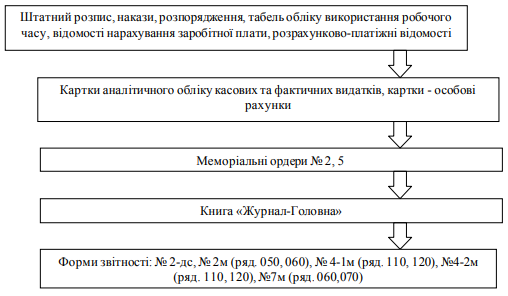 Штатний розпис, накази, розпорядження, табель обліку використання робочого
часу, відомості нарахування заробітної плати, розрахунково-платіжні відомості
Картки аналітичного обліку касових та фактичних видатків, картки - особові
рахунки
Меморіальні ордери № 2, 5
Книга «Журнал-Головна»
Форми звітності: № 2-дс, № 2м (ряд. 050, 060), № 4-1м (ряд. 110, 120), №4-2м
(ряд. 110, 120), №7м (ряд. 060,070)